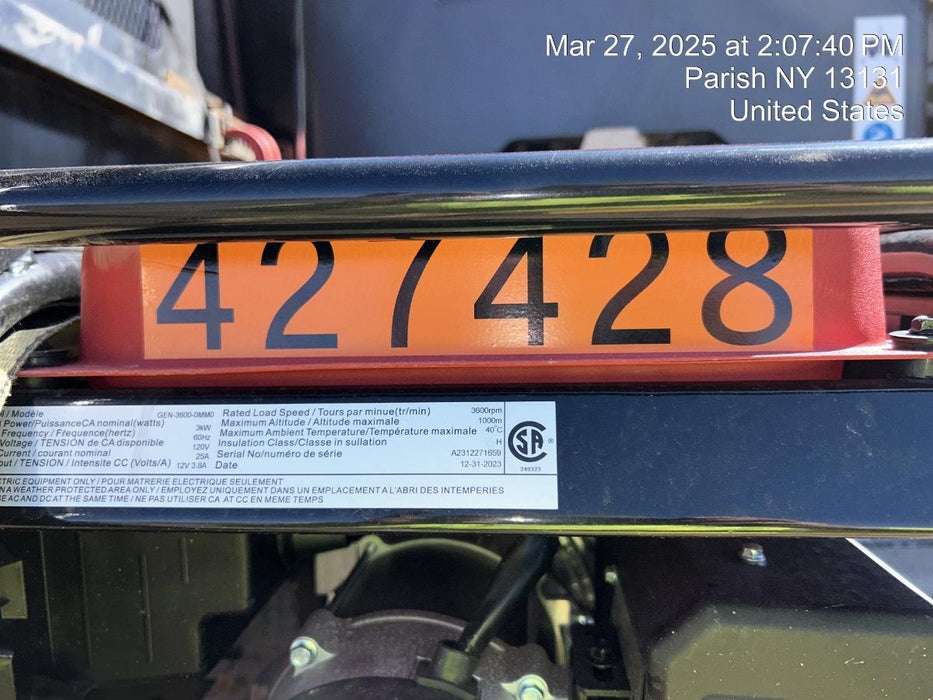 Mar 27, 2025 at 2:07:40 PM
Parish NY 13131
United States
427428
/ Modèle GEN-3600-0MM0
Power/PuissanceCA nominal(watts) 3kW
Frequency / Fréquence(hertz) 60Hz
Voltage / TENSION de CA disponible 120V
Current / courant nominal 25A
/ TENSION / Intensite CC (Volts/A) 12V 3.8A
Rated Load Speed / Tours par minue(tr/min) 3600rpm
Maximum Altitude / Altitude maximale 1000m
Maximum Ambient Temperature/Température maximale 40°C
Insulation Class/Classe in sullation H
Serial No/numéro de série A2312271659
Date 12-31-2023
CSA ®
249323
EQUIPMENT ONLY / POUR MATRERIE ELECTRIQUE SEULEMENT
A WEATHER PROTECTED AREA ONLY / EMPLOYEZ UNIQUEMENT DANS UN EMPLACEMENT A L'ABRI DES INTEMPERIES
AC AND DC AT THE SAME TIME / NE PAS UTILISER CA AT CC EN MEME TEMPS